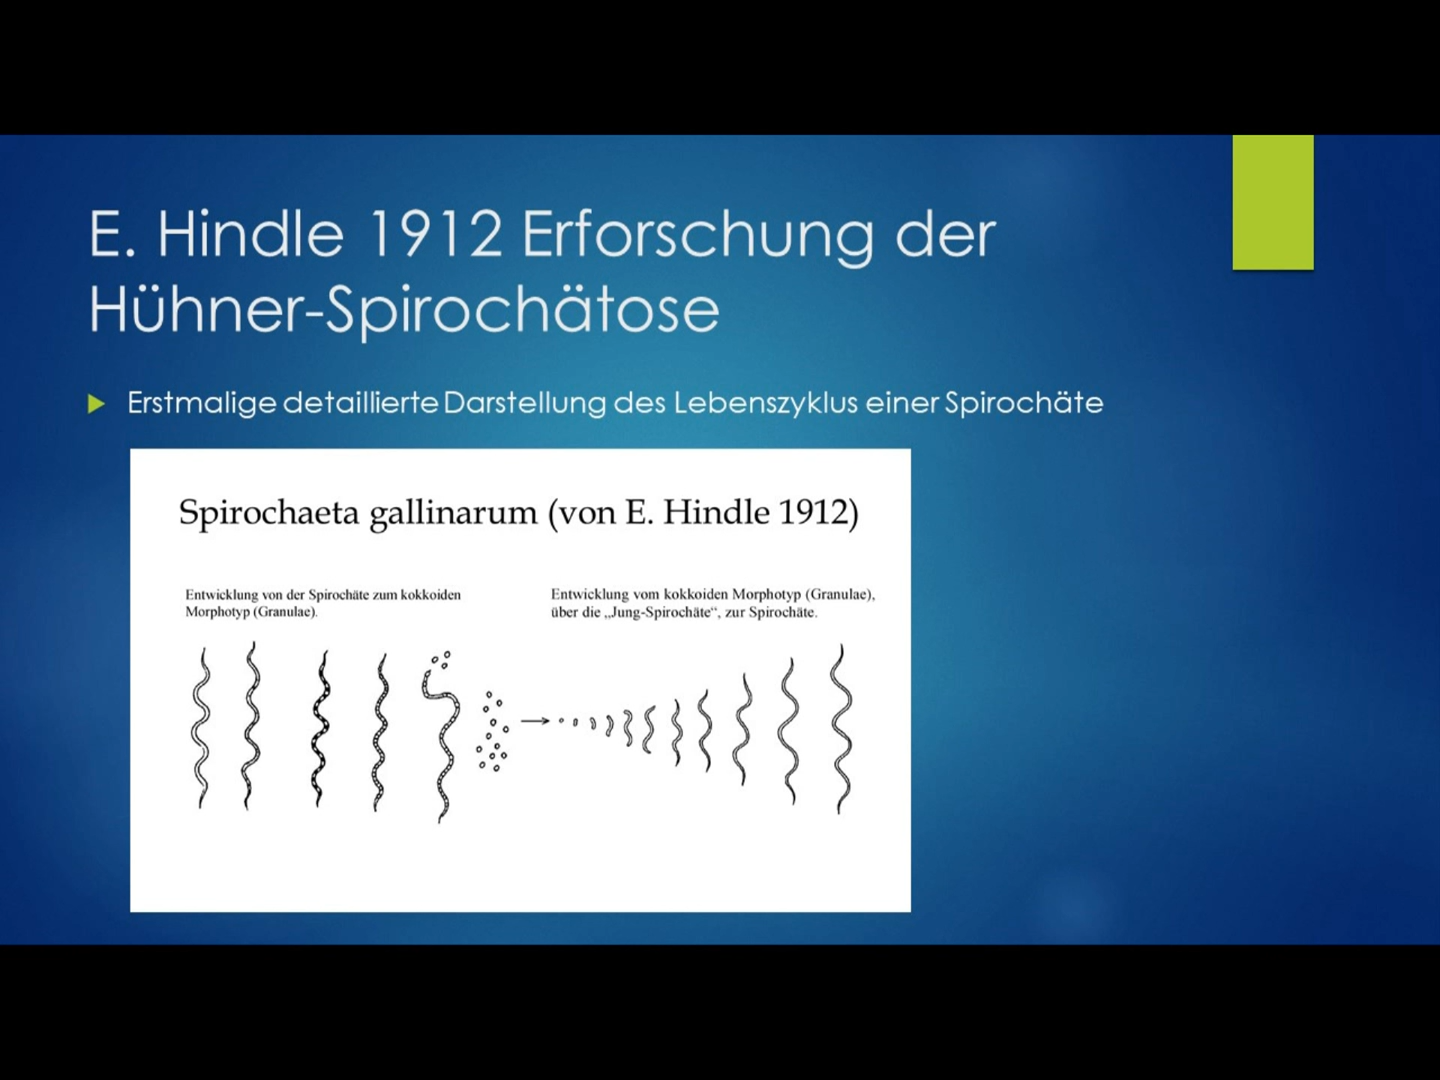 E. Hindle 1912 Erforschung der
Hühner-Spirochätose
Erstmalige detaillierte Darstellung des Lebenszyklus einer Spirochäte
Spirochaeta gallinarum (von E. Hindle 1912)
Entwicklung von der Spirochäte zum kokkoiden
Morphotyp (Granulae).
Entwicklung vom kokkoiden Morphotyp (Granulae),
über die „Jung-Spirochäte“, zur Spirochäte.